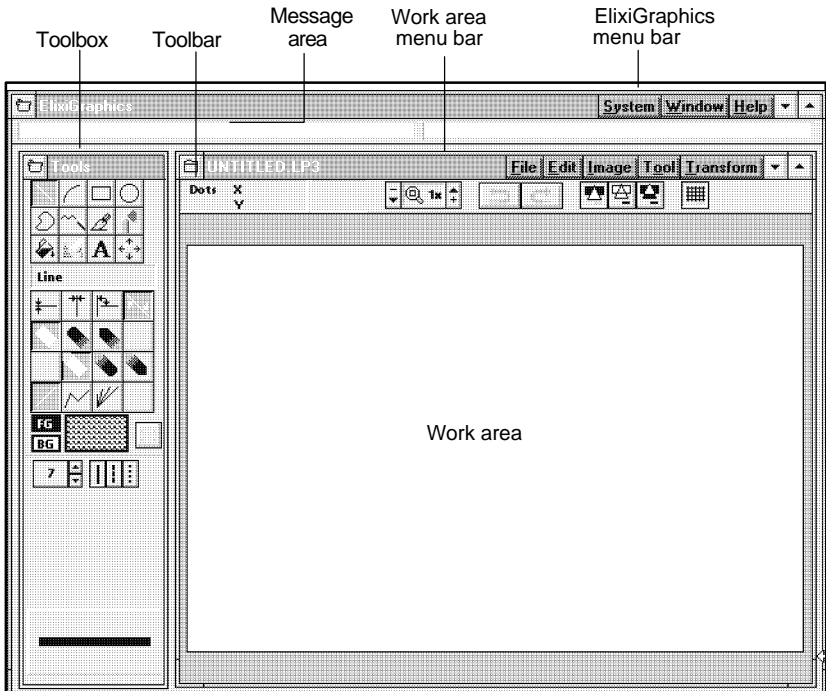 Toolbox
Toolbar
Message area
Work area menu bar
ElixiGraphics menu bar
ElixiGraphics
System Window Help
Tools
UNTITLED.LP3
File Edit Image Tool Transform
Dots X
Y
1x
A
Line
FG
BG
7
Work area